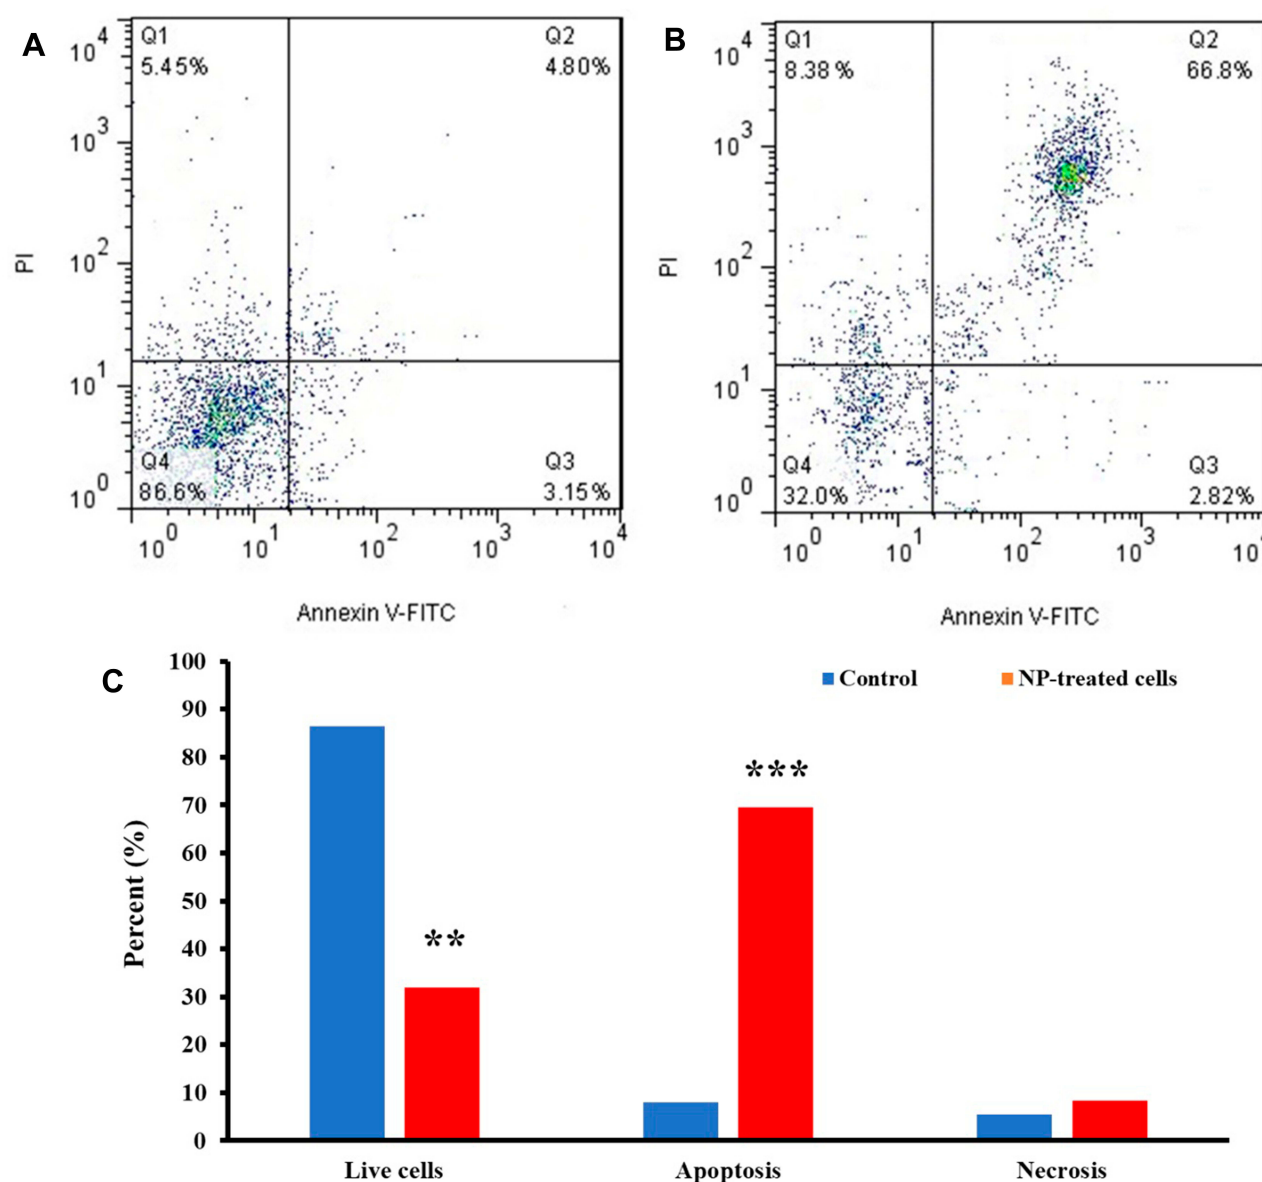 A
Q1
5.45%
Q2
4.80%
10^4
10^3
10^2
10^1
10^0
PI
Q4
86.6%
Q3
3.15%
10^0 10^1 10^2 10^3 10^4
Annexin V-FITC
B
Q1
8.38 %
Q2
66.8%
10^4
10^3
10^2
10^1
10^0
PI
Q4
32.0%
Q3
2.82%
10^0 10^1 10^2 10^3
Annexin V-FITC
C
100
90
80
70
60
50
40
30
20
10
0
Percent (%)
Control NP-treated cells
***
**
Live cells Apoptosis Necrosis